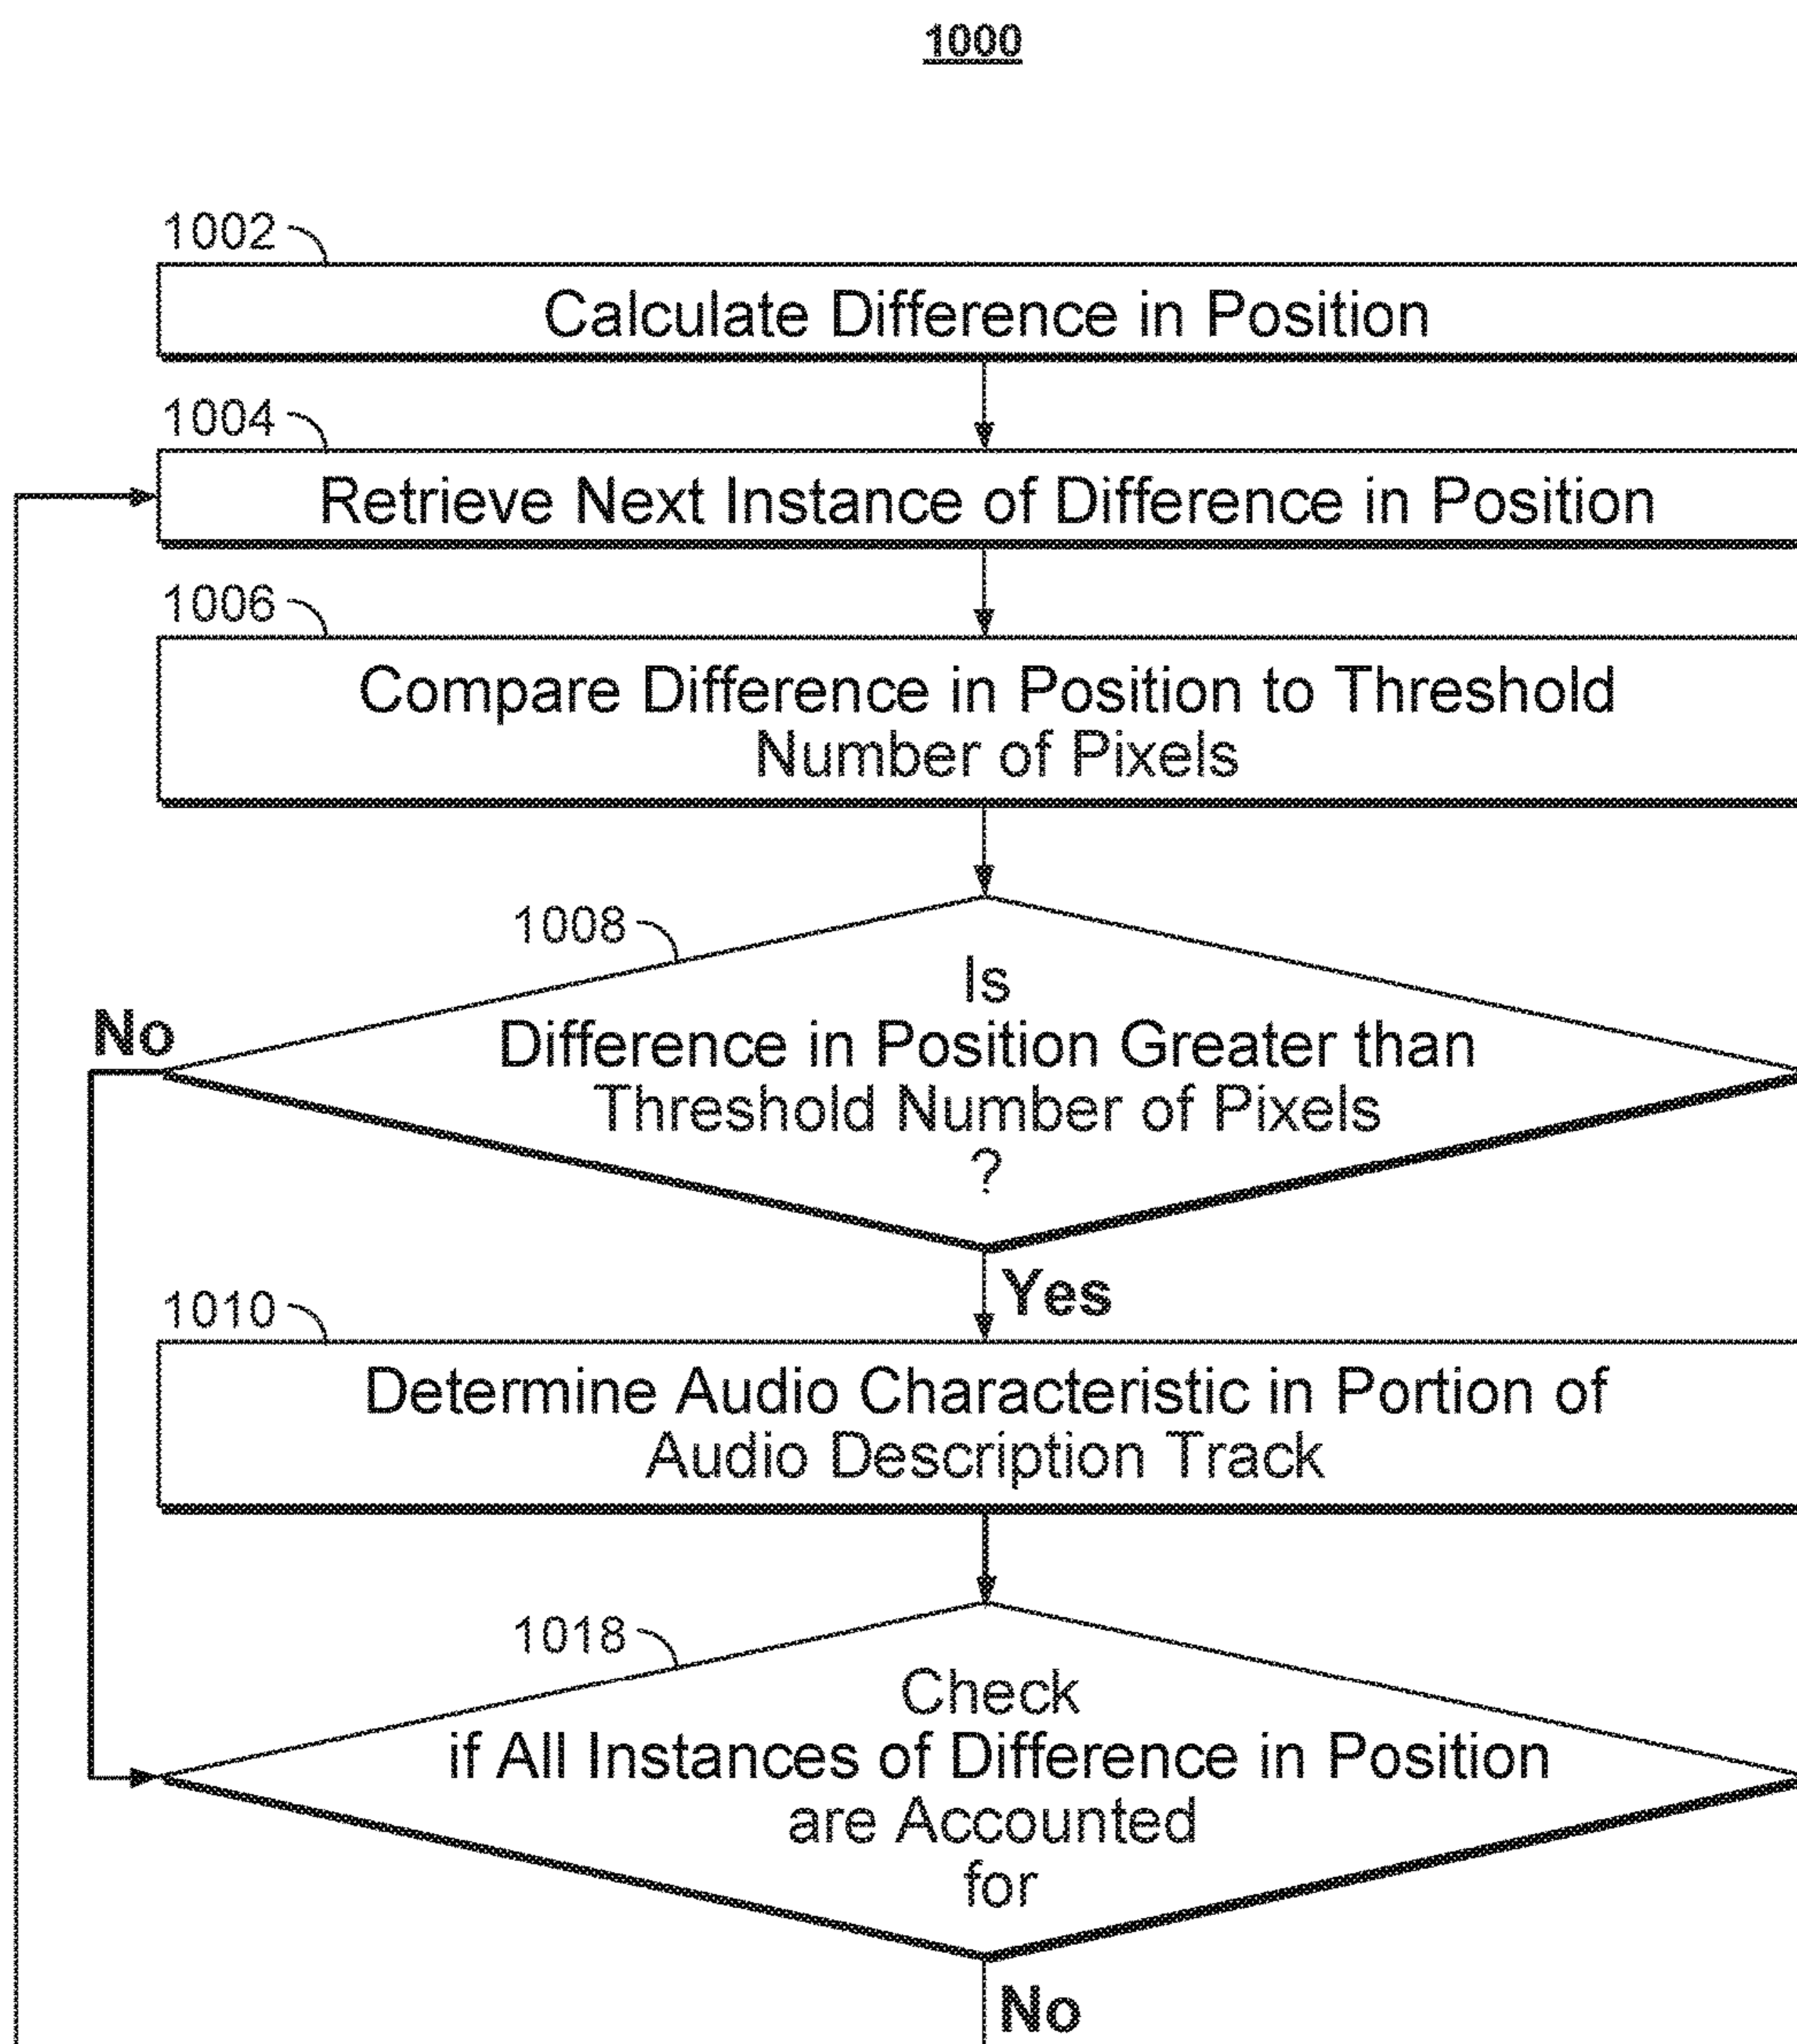 1000
1002
Calculate Difference in Position
1004
Retrieve Next Instance of Difference in Position
1006
Compare Difference in Position to Threshold
Number of Pixels
1008
Is
No
Difference in Position Greater than
Threshold Number of Pixels
?
Yes
1010
Determine Audio Characteristic in Portion of
Audio Description Track
1018
Check
if All Instances of Difference in Position
are Accounted
for
No